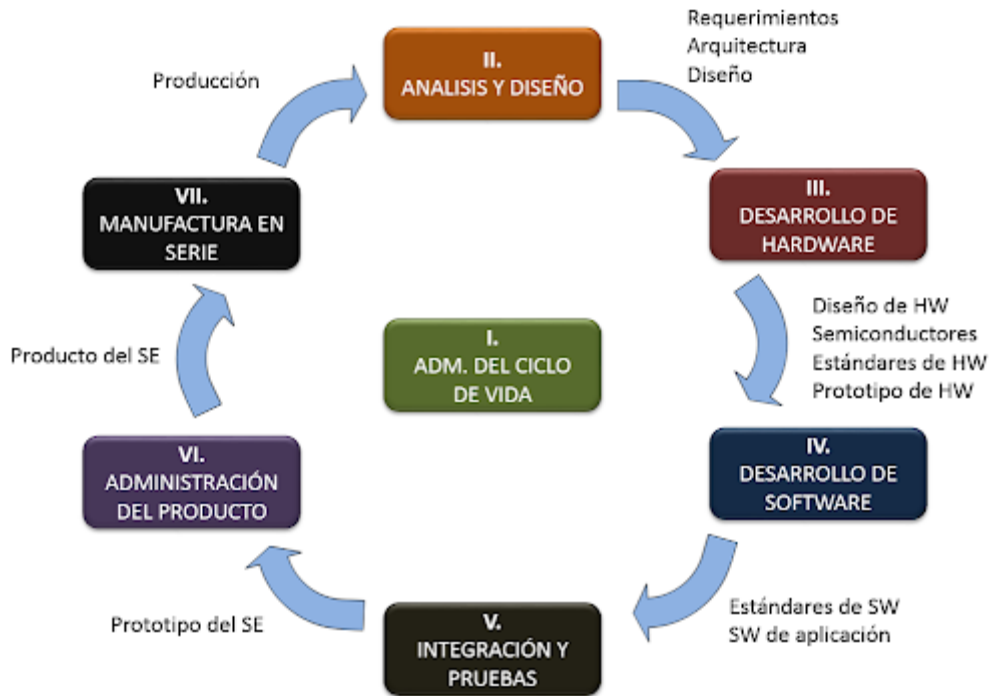 II.
ANALISIS Y DISEÑO
Requerimientos
Arquitectura
Diseño
III.
DESARROLLO DE
HARDWARE
Diseño de HW
Semiconductores
Estándares de HW
Prototipo de HW
IV.
DESARROLLO DE
SOFTWARE
Estándares de SW
SW de aplicación
V.
INTEGRACIÓN Y
PRUEBAS
Prototipo del SE
VI.
ADMINISTRACIÓN
DEL PRODUCTO
Producto del SE
VII.
MANUFACTURA EN
SERIE
Producción
I.
ADM. DEL CICLO
DE VIDA